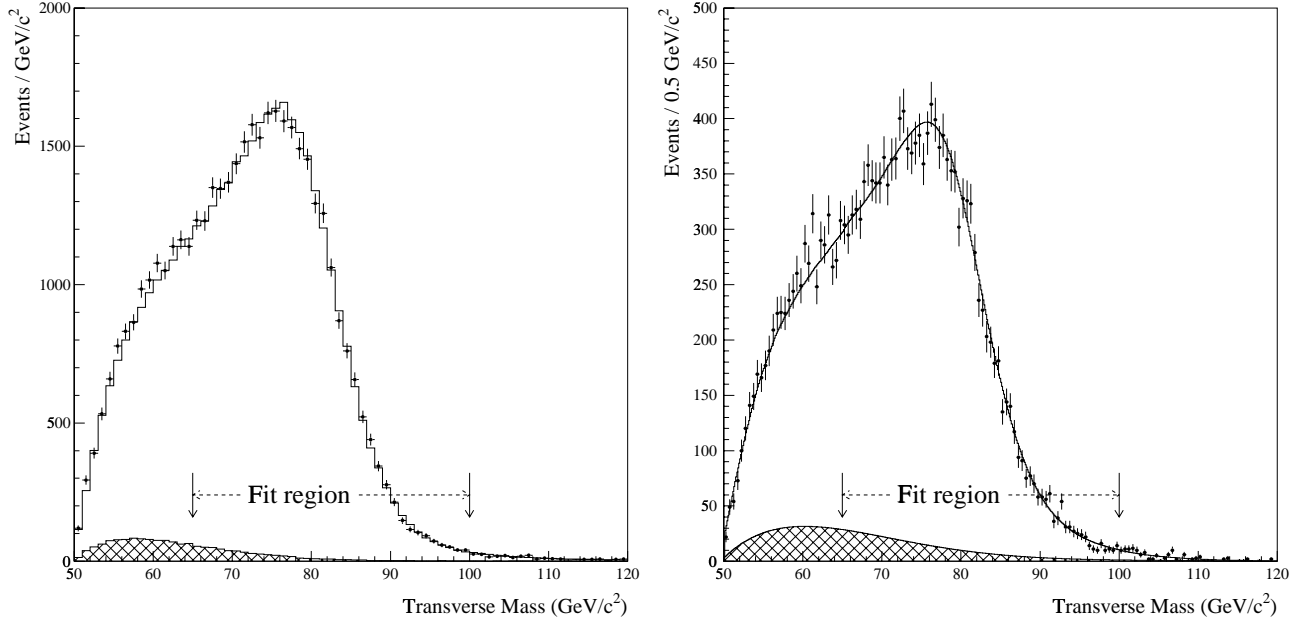 Events / GeV/c²
2000
1500
1000
500
0
Fit region
50 60 70 80 90 100 110 120
Transverse Mass (GeV/c²)
Events / 0.5 GeV/c²
500
450
400
350
300
250
200
150
100
50
0
Fit region
50 60 70 80 90 100 110 120
Transverse Mass (GeV/c²)